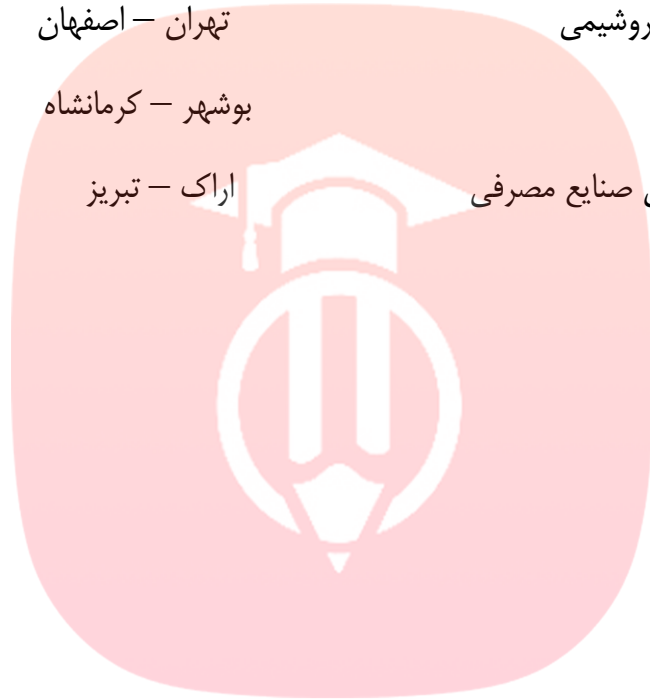 روشیمی تهران – اصفهان
بوشهر – کرمانشاه
صنایع مصرفی اراک – تبریز